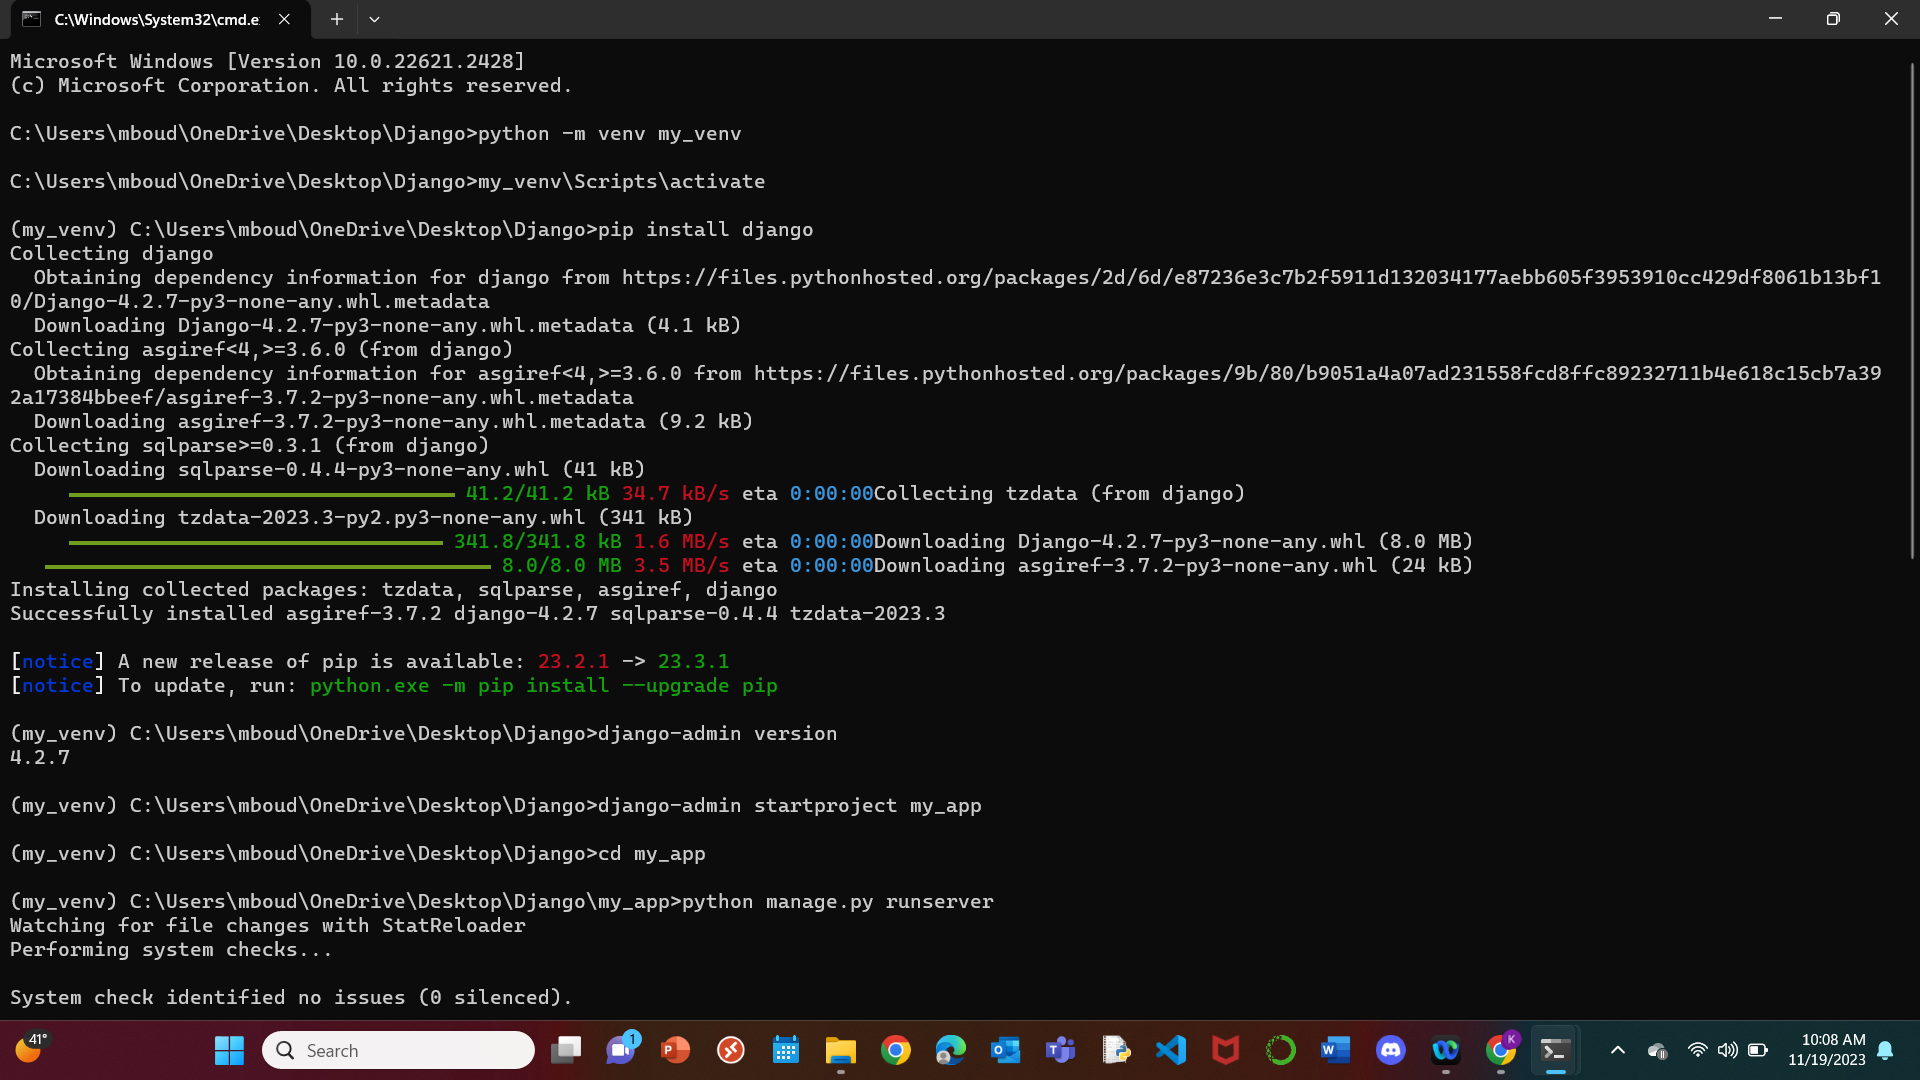 C:\Windows\System32\cmd.e
Microsoft Windows [Version 10.0.22621.2428]
(c) Microsoft Corporation. All rights reserved.
C:\Users\mboud\OneDrive\Desktop\Django>python -m venv my_venv
C:\Users\mboud\OneDrive\Desktop\Django>my_venv\Scripts\activate
(my_venv) C:\Users\mboud\OneDrive\Desktop\Django>pip install django
Collecting django
  Obtaining dependency information for django from https://files.pythonhosted.org/packages/2d/6d/e87236e3c7b2f5911d132034177aebb605f3953910cc429df8061b13bf1
0/Django-4.2.7-py3-none-any.whl.metadata
  Downloading Django-4.2.7-py3-none-any.whl.metadata (4.1 kB)
Collecting asgiref<4,>=3.6.0 (from django)
  Obtaining dependency information for asgiref<4,>=3.6.0 from https://files.pythonhosted.org/packages/9b/80/b9051a4a07ad231558fcd8ffc89232711b4e618c15cb7a39
2a17384bbeef/asgiref-3.7.2-py3-none-any.whl.metadata
  Downloading asgiref-3.7.2-py3-none-any.whl.metadata (9.2 kB)
Collecting sqlparse>=0.3.1 (from django)
  Downloading sqlparse-0.4.4-py3-none-any.whl (41 kB)
41.2/41.2 kB 34.7 kB/s eta 0:00:00Collecting tzdata (from django)
  Downloading tzdata-2023.3-py2.py3-none-any.whl (341 kB)
341.8/341.8 kB 1.6 MB/s eta 0:00:00Downloading Django-4.2.7-py3-none-any.whl (8.0 MB)
8.0/8.0 MB 3.5 MB/s eta 0:00:00Downloading asgiref-3.7.2-py3-none-any.whl (24 kB)
Installing collected packages: tzdata, sqlparse, asgiref, django
Successfully installed asgiref-3.7.2 django-4.2.7 sqlparse-0.4.4 tzdata-2023.3
[notice] A new release of pip is available: 23.2.1 -> 23.3.1
[notice] To update, run: python.exe -m pip install --upgrade pip
(my_venv) C:\Users\mboud\OneDrive\Desktop\Django>django-admin version
4.2.7
(my_venv) C:\Users\mboud\OneDrive\Desktop\Django>django-admin startproject my_app
(my_venv) C:\Users\mboud\OneDrive\Desktop\Django>cd my_app
(my_venv) C:\Users\mboud\OneDrive\Desktop\Django\my_app>python manage.py runserver
Watching for file changes with StatReloader
Performing system checks...
System check identified no issues (0 silenced).
41°
Search
1
K
10:08 AM
11/19/2023